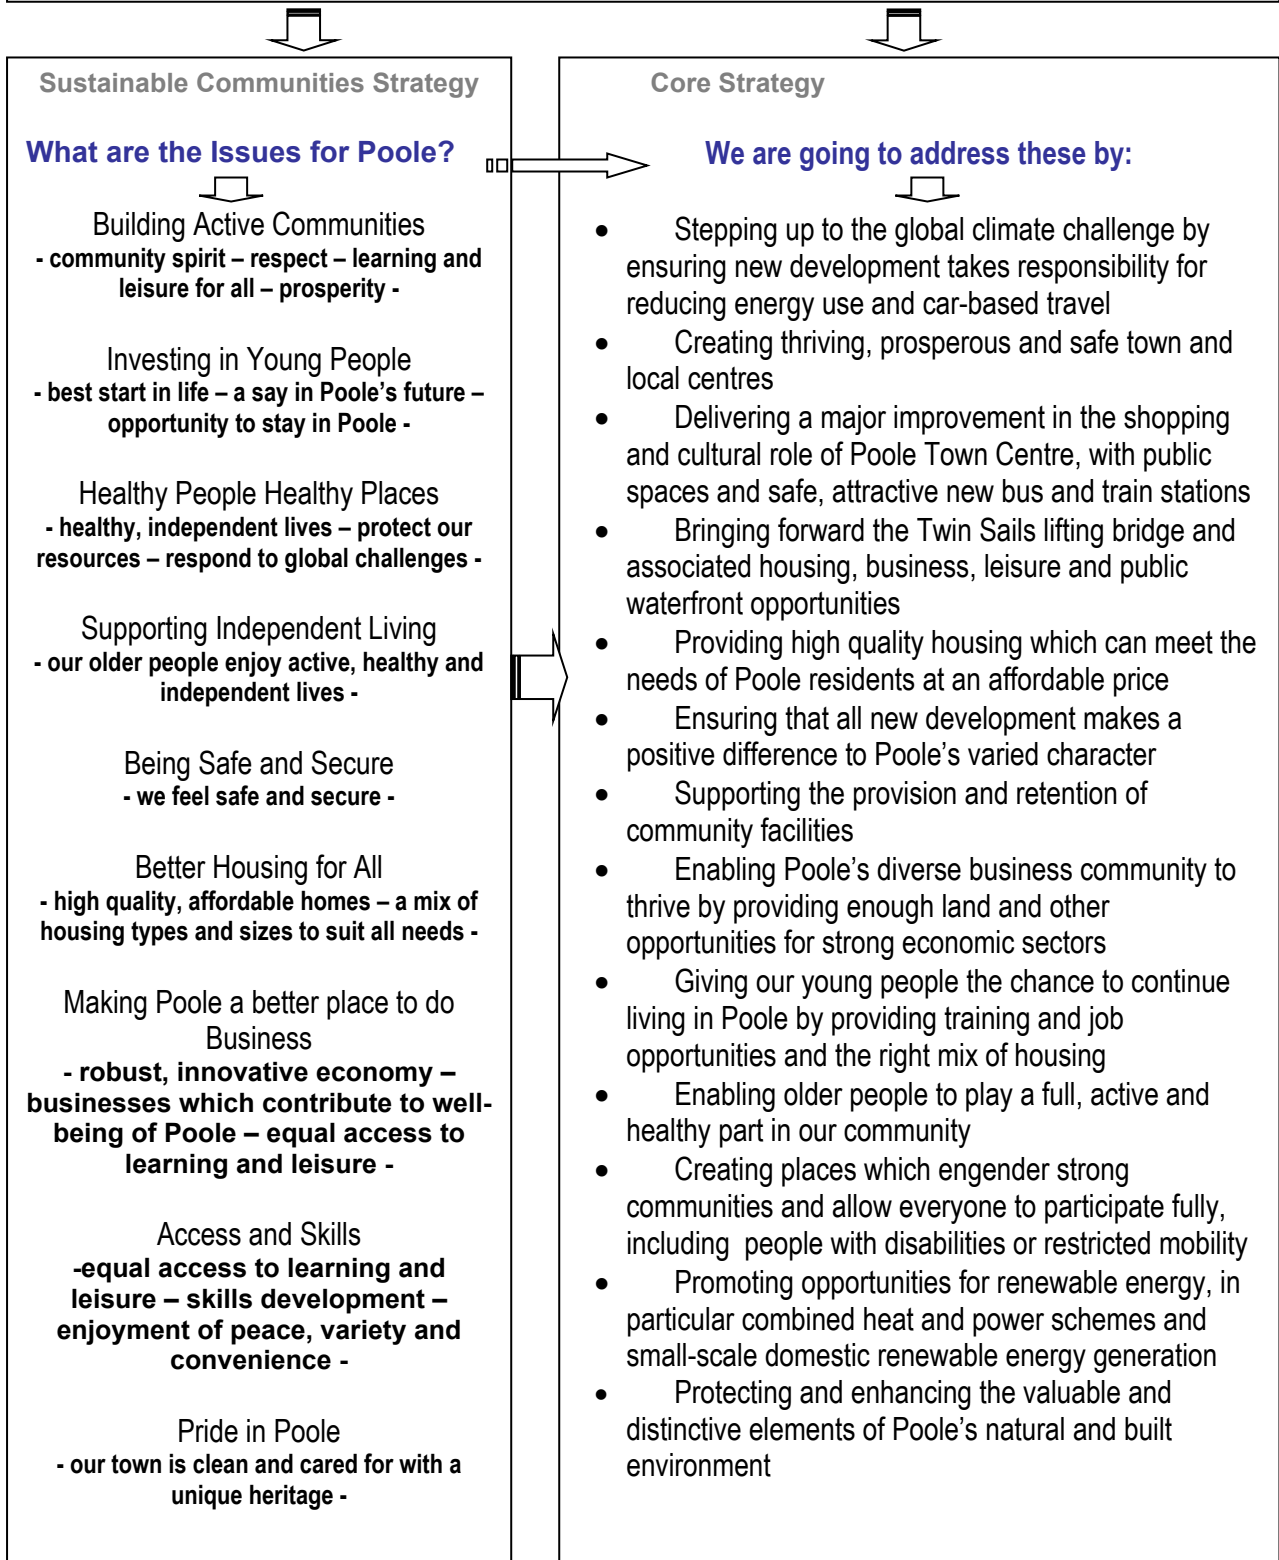 Sustainable Communities Strategy
What are the Issues for Poole?
Building Active Communities
- community spirit – respect – learning and
leisure for all – prosperity -
Investing in Young People
- best start in life – a say in Poole's future –
opportunity to stay in Poole -
Healthy People Healthy Places
- healthy, independent lives – protect our
resources – respond to global challenges -
Supporting Independent Living
- our older people enjoy active, healthy and
independent lives -
Being Safe and Secure
- we feel safe and secure -
Better Housing for All
- high quality, affordable homes – a mix of
housing types and sizes to suit all needs -
Making Poole a better place to do
Business
- robust, innovative economy –
businesses which contribute to well-
being of Poole – equal access to
learning and leisure -
Access and Skills
-equal access to learning and
leisure – skills development –
enjoyment of peace, variety and
convenience -
Pride in Poole
- our town is clean and cared for with a
unique heritage -
Core Strategy
We are going to address these by:
• Stepping up to the global climate challenge by
ensuring new development takes responsibility for
reducing energy use and car-based travel
• Creating thriving, prosperous and safe town and
local centres
• Delivering a major improvement in the shopping
and cultural role of Poole Town Centre, with public
spaces and safe, attractive new bus and train stations
• Bringing forward the Twin Sails lifting bridge and
associated housing, business, leisure and public
waterfront opportunities
• Providing high quality housing which can meet the
needs of Poole residents at an affordable price
• Ensuring that all new development makes a
positive difference to Poole's varied character
• Supporting the provision and retention of
community facilities
• Enabling Poole's diverse business community to
thrive by providing enough land and other
opportunities for strong economic sectors
• Giving our young people the chance to continue
living in Poole by providing training and job
opportunities and the right mix of housing
• Enabling older people to play a full, active and
healthy part in our community
• Creating places which engender strong
communities and allow everyone to participate fully,
including people with disabilities or restricted mobility
• Promoting opportunities for renewable energy, in
particular combined heat and power schemes and
small-scale domestic renewable energy generation
• Protecting and enhancing the valuable and
distinctive elements of Poole's natural and built
environment